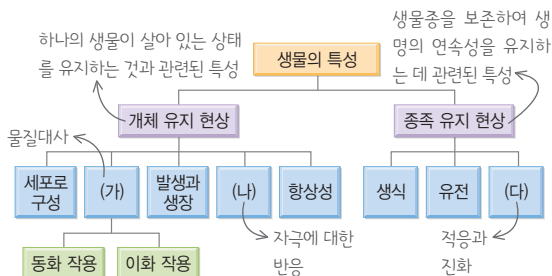 하나의 생물이 살아 있는 상태
를 유지하는 것과 관련된 특성
생물의 특성
생물종을 보존하여 생
명의 연속성을 유지하
는 데 관련된 특성
개체 유지 현상
종족 유지 현상
물질대사
세포로
구성
(가)
발생과
생장
(나)
항상성
생식
유전
(다)
동화 작용
이화 작용
자극에 대한
반응
적응과
진화